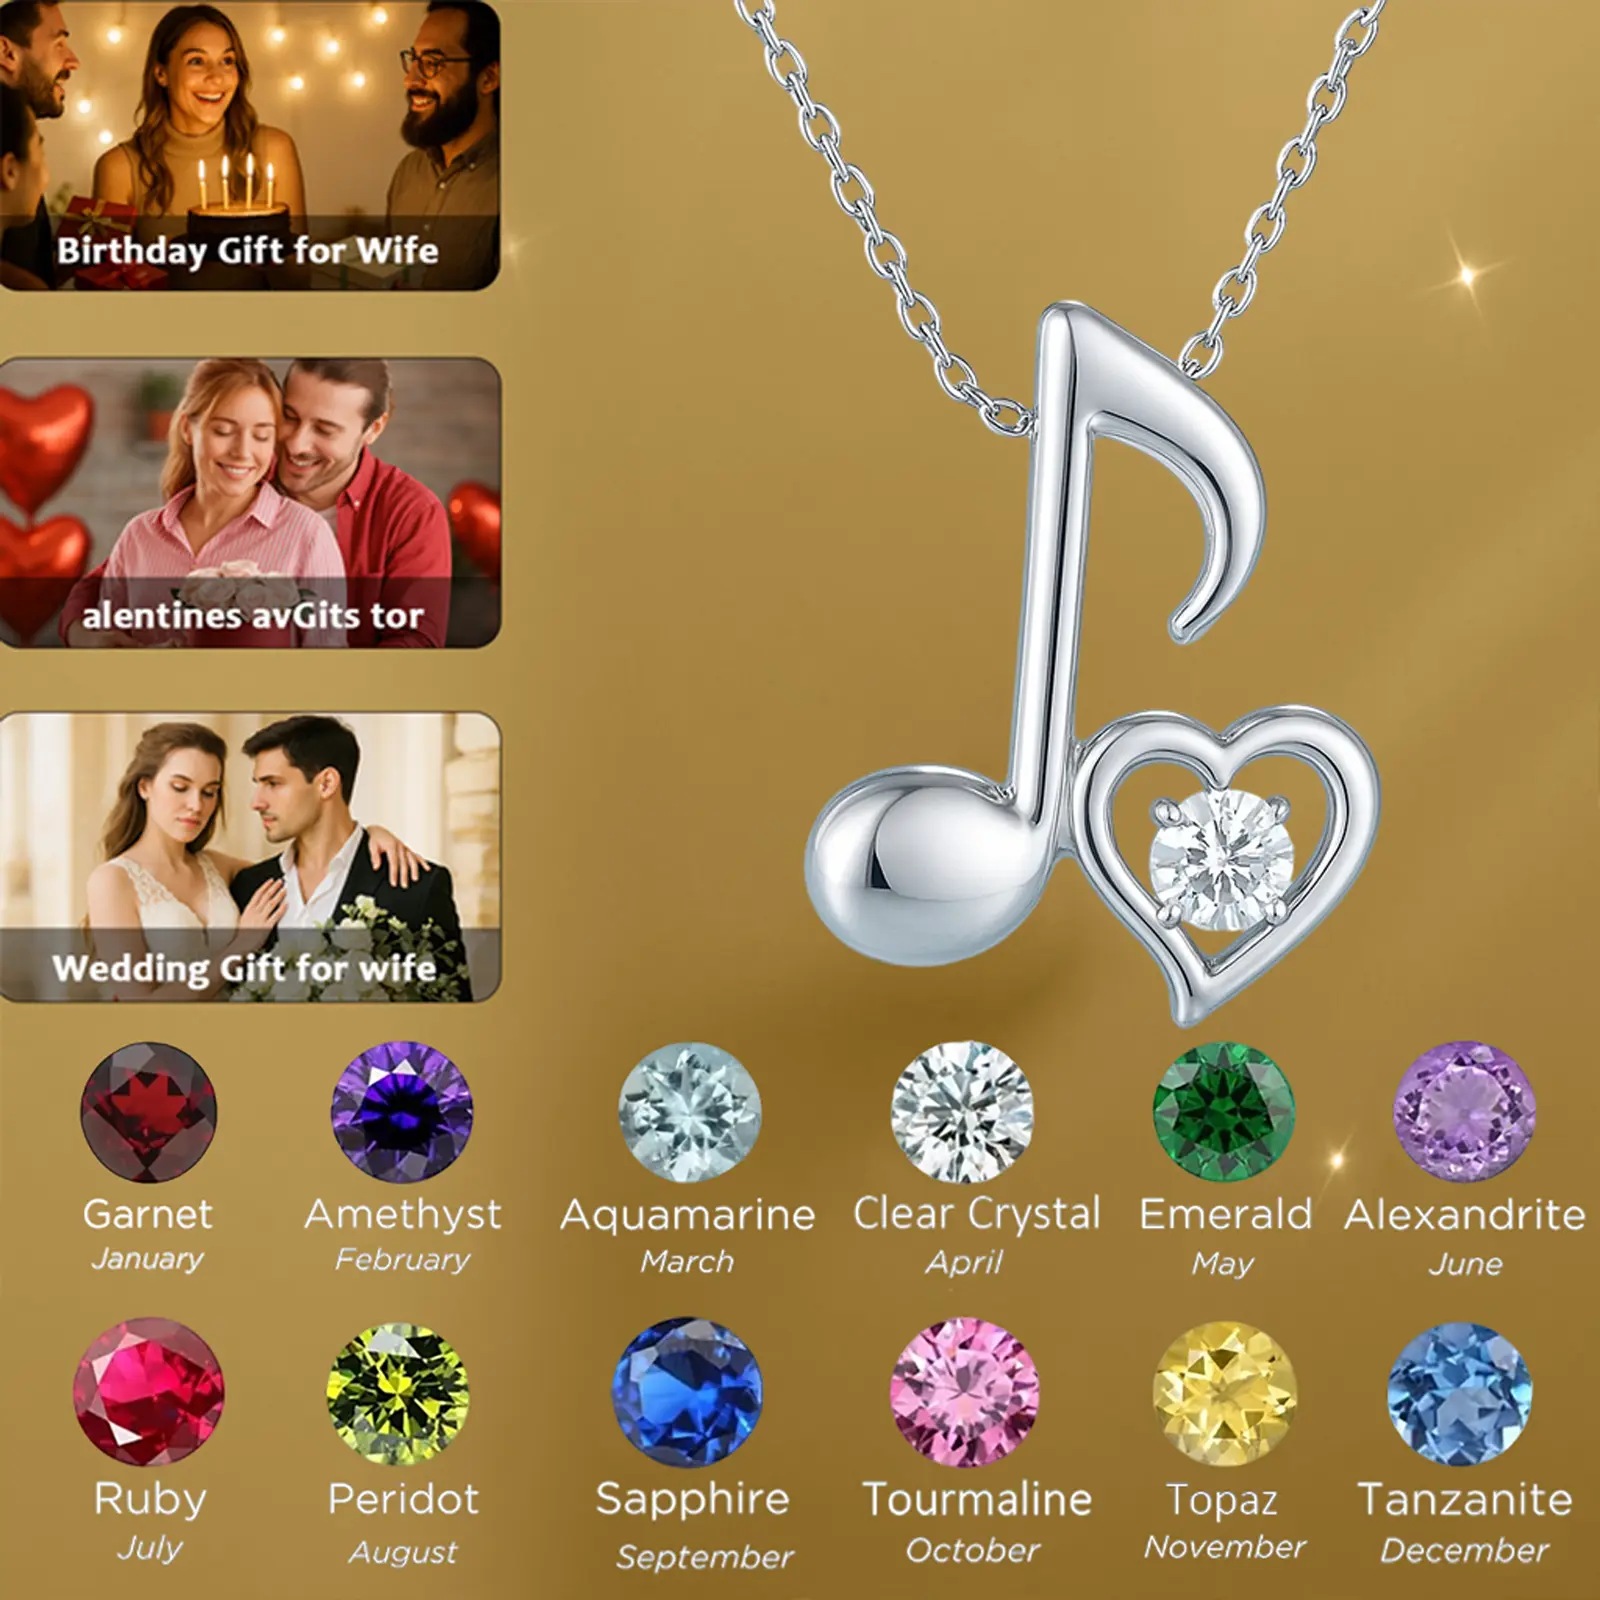 Birthday Gift for Wife
alentines avGits tor
Wedding Gift for wife
Garnet
January
Amethyst
February
Aquamarine
March
Clear Crystal
April
Emerald
May
Alexandrite
June
Ruby
July
Peridot
August
Sapphire
September
Tourmaline
October
Topaz
November
Tanzanite
December